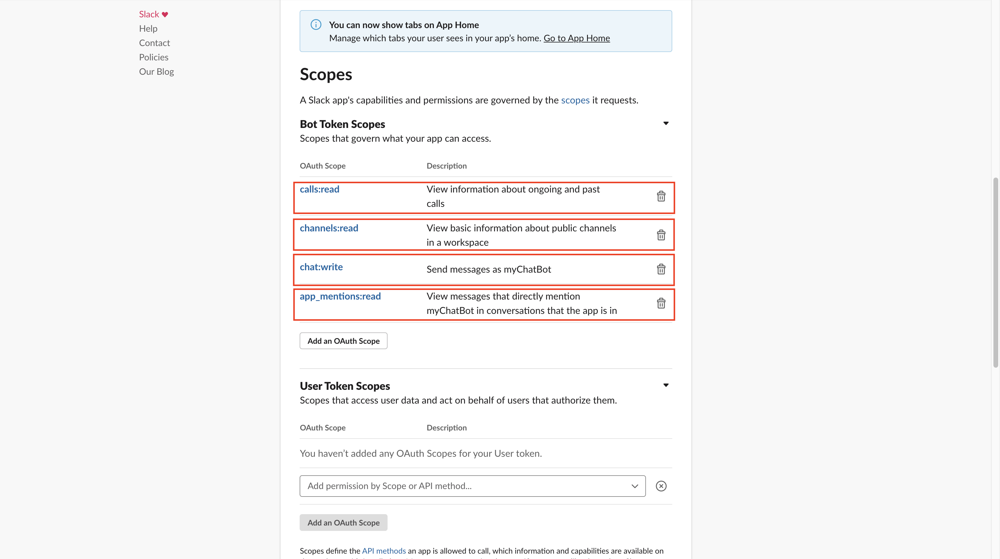 Slack
Help
Contact
Policies
Our Blog
You can now show tabs on App Home
Manage which tabs your user sees in your app’s home. Go to App Home
Scopes
A Slack app's capabilities and permissions are governed by the scopes it requests.
Bot Token Scopes
Scopes that govern what your app can access.
OAuth Scope Description
calls:read View information about ongoing and past
calls
channels:read View basic information about public channels
in a workspace
chat:write Send messages as myChatBot
app_mentions:read View messages that directly mention
myChatBot in conversations that the app is in
Add an OAuth Scope
User Token Scopes
Scopes that access user data and act on behalf of users that authorize them.
OAuth Scope Description
You haven’t added any OAuth Scopes for your User token.
Add permission by Scope or API method...
Add an OAuth Scope
Scopes define the API methods an app is allowed to call, which information and capabilities are available on